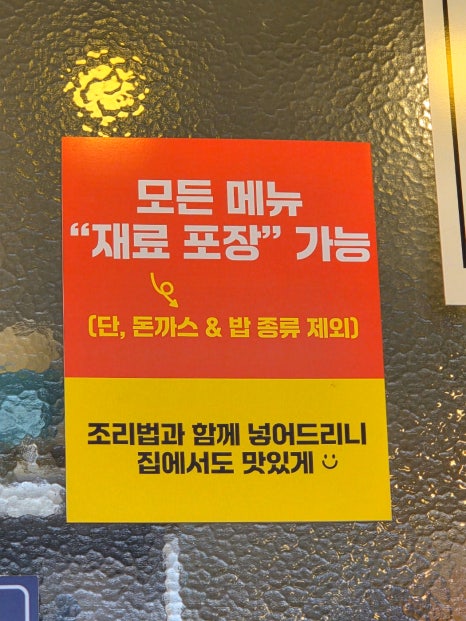 모든 메뉴
“재료 포장” 가능
(단, 돈까스 & 밥 종류 제외)
조리법과 함께 넣어드리니
집에서도 맛있게